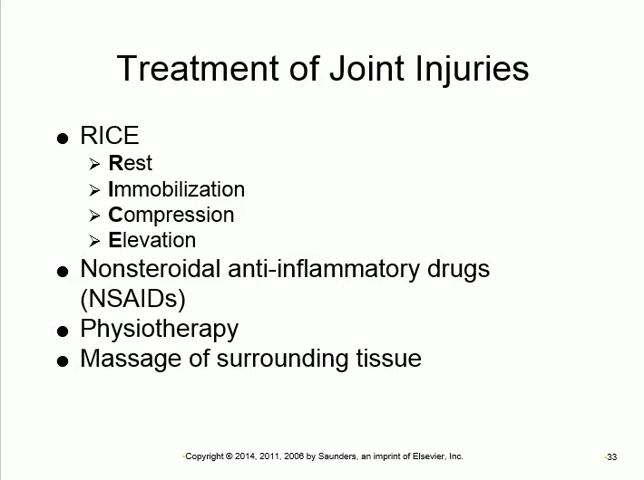 Treatment of Joint Injuries
● RICE
➢ Rest
➢ Immobilization
➢ Compression
➢ Elevation
● Nonsteroidal anti-inflammatory drugs
(NSAIDs)
● Physiotherapy
● Massage of surrounding tissue
Copyright © 2014, 2011, 2006 by Saunders, an imprint of Elsevier, Inc.
33